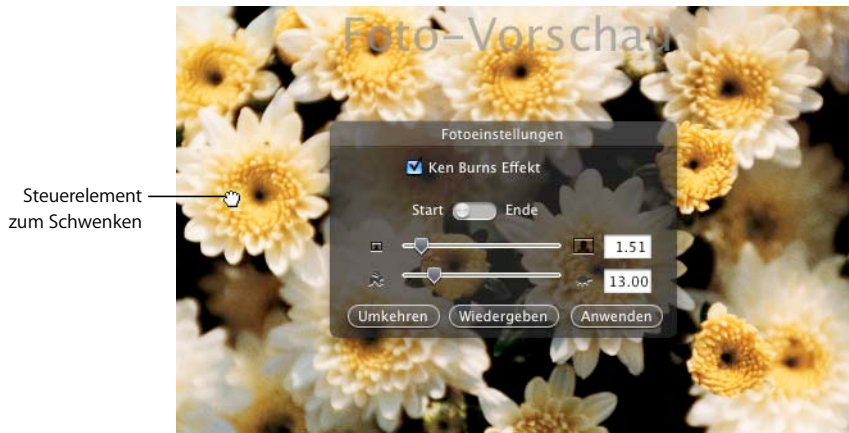 Foto-Vorschau
Fotoeinstellungen
Ken Burns Effekt
Steuerelement
zum Schwenken
Start Ende
1.51
13.00
Umkehren Wiedergeben Anwenden